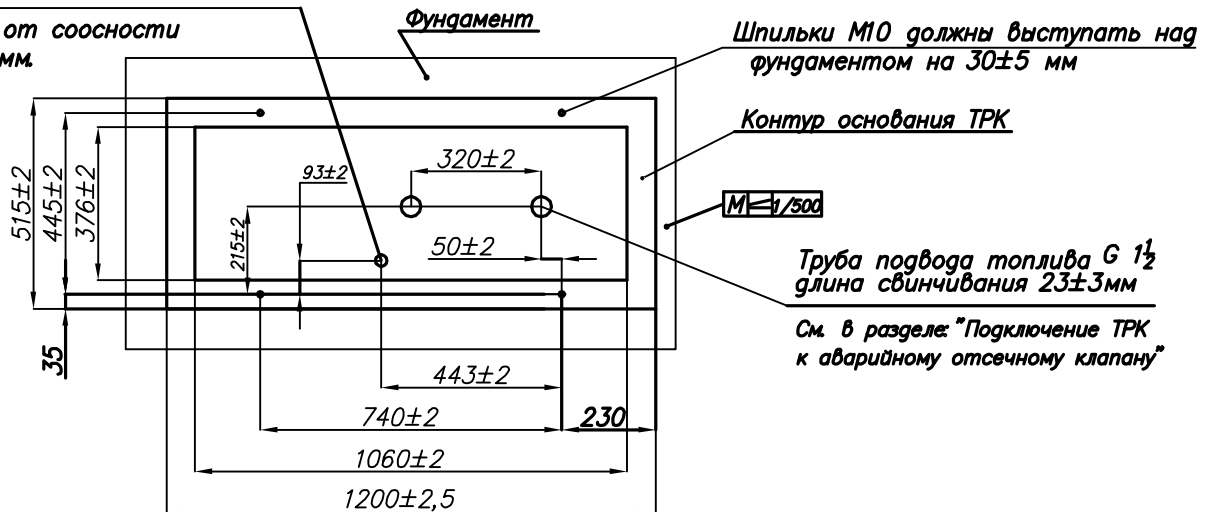 от соосности
мм.
Фундамент
Шпильки М10 должны выступать над
фундаментом на 30±5 мм
Контур основания ТРК
М 1/500
515±2
445±2
376±2
215±2
93±2
320±2
50±2
Труба подвода топлива G 1½
длина свинчивания 23±3мм
См. в разделе: "Подключение ТРК
к аварийному отсечному клапану"
35
443±2
740±2
230
1060±2
1200±2,5